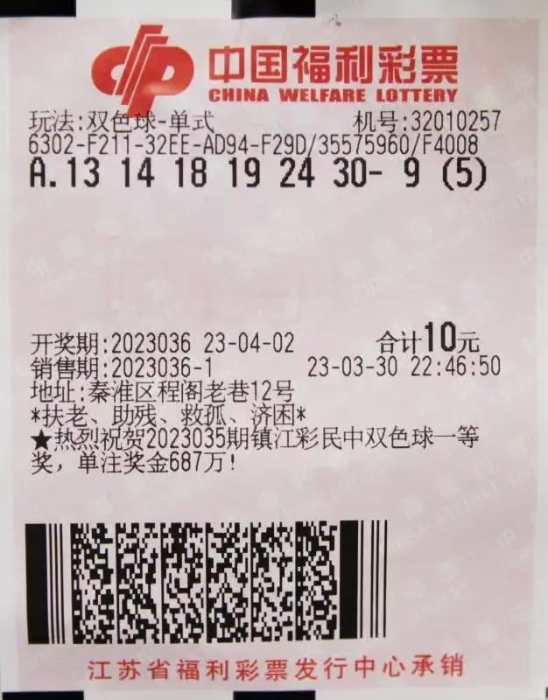 中国福利彩票
CHINA WELFARE LOTTERY
玩法:双色球-单式 机号:32010257
6302-F211-32EE-AD94-F29D/35575960/F4008
A.13 14 18 19 24 30- 9 (5)
开奖期:2023036 23-04-02 合计10元
销售期:2023036-1 23-03-30 22:46:50
地址:秦淮区程阁老巷12号
*扶老、助残、救孤、济困*
★热烈祝贺2023035期镇江彩民中双色球一等
奖，单注奖金687万!
江苏省福利彩票发行中心承销